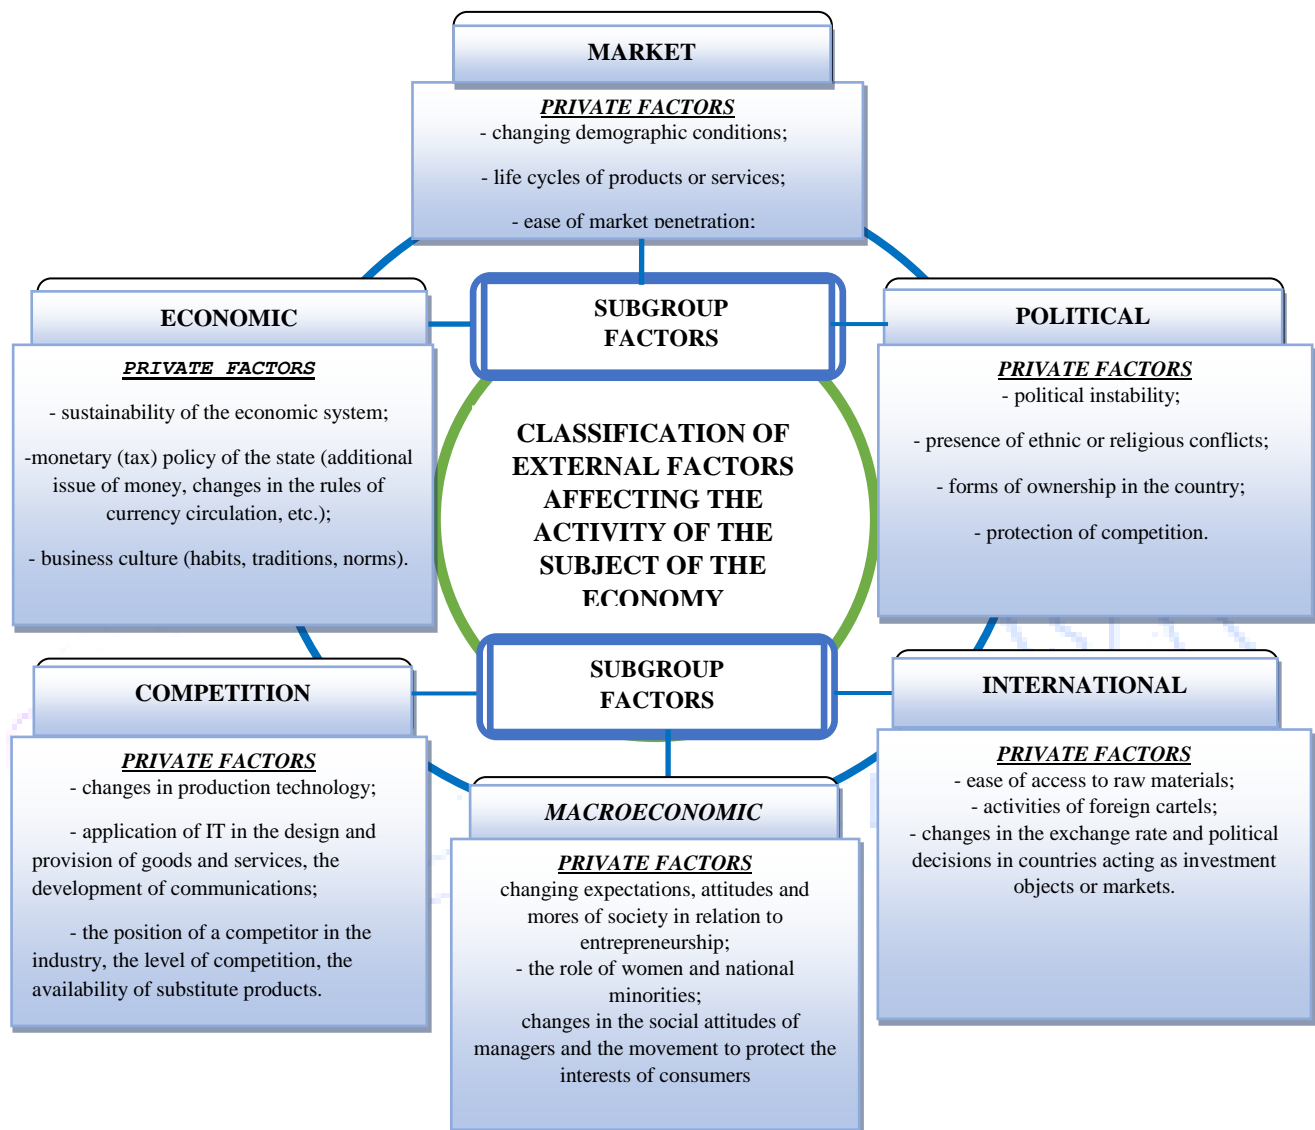 MARKET
PRIVATE FACTORS
- changing demographic conditions;
- life cycles of products or services;
- ease of market penetration;
ECONOMIC
PRIVATE FACTORS
- sustainability of the economic system;
-monetary (tax) policy of the state (additional
issue of money, changes in the rules of
currency circulation, etc.);
- business culture (habits, traditions, norms).
SUBGROUP
FACTORS
POLITICAL
PRIVATE FACTORS
- political instability;
- presence of ethnic or religious conflicts;
- forms of ownership in the country;
- protection of competition.
CLASSIFICATION OF
EXTERNAL FACTORS
AFFECTING THE
ACTIVITY OF THE
SUBJECT OF THE
ECONOMY
SUBGROUP
FACTORS
COMPETITION
PRIVATE FACTORS
- changes in production technology;
- application of IT in the design and
provision of goods and services, the
development of communications;
- the position of a competitor in the
industry, the level of competition, the
availability of substitute products.
MACROECONOMIC
PRIVATE FACTORS
changing expectations, attitudes and
mores of society in relation to
entrepreneurship;
- the role of women and national
minorities;
changes in the social attitudes of
managers and the movement to protect the
interests of consumers
INTERNATIONAL
PRIVATE FACTORS
- ease of access to raw materials;
- activities of foreign cartels;
- changes in the exchange rate and political
decisions in countries acting as investment
objects or markets.